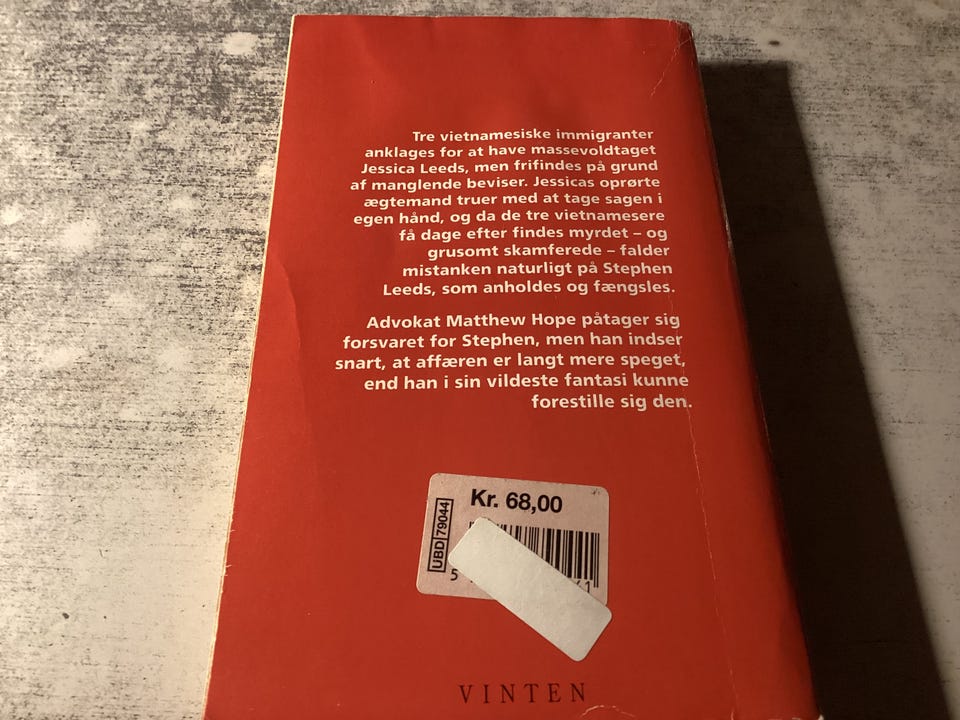 Tre vietnamesiske immigranter
anklages for at have massevoldtaget
Jessica Leeds, men frifindes på grund
af manglende beviser. Jessicas oprørte
ægtemand truer med at tage sagen i
egen hånd, og da de tre vietnamesere
få dage efter findes myrdet – og
grusomt skamferede – falder
mistanken naturligt på Stephen
Leeds, som anholdes og fængsles.
Advokat Matthew Hope påtager sig
forsvaret for Stephen, men han indser
snart, at affæren er langt mere speget,
end han i sin vildeste fantasi kunne
forestille sig den.
Kr. 68,00
UBD 79044
5
VINTEN